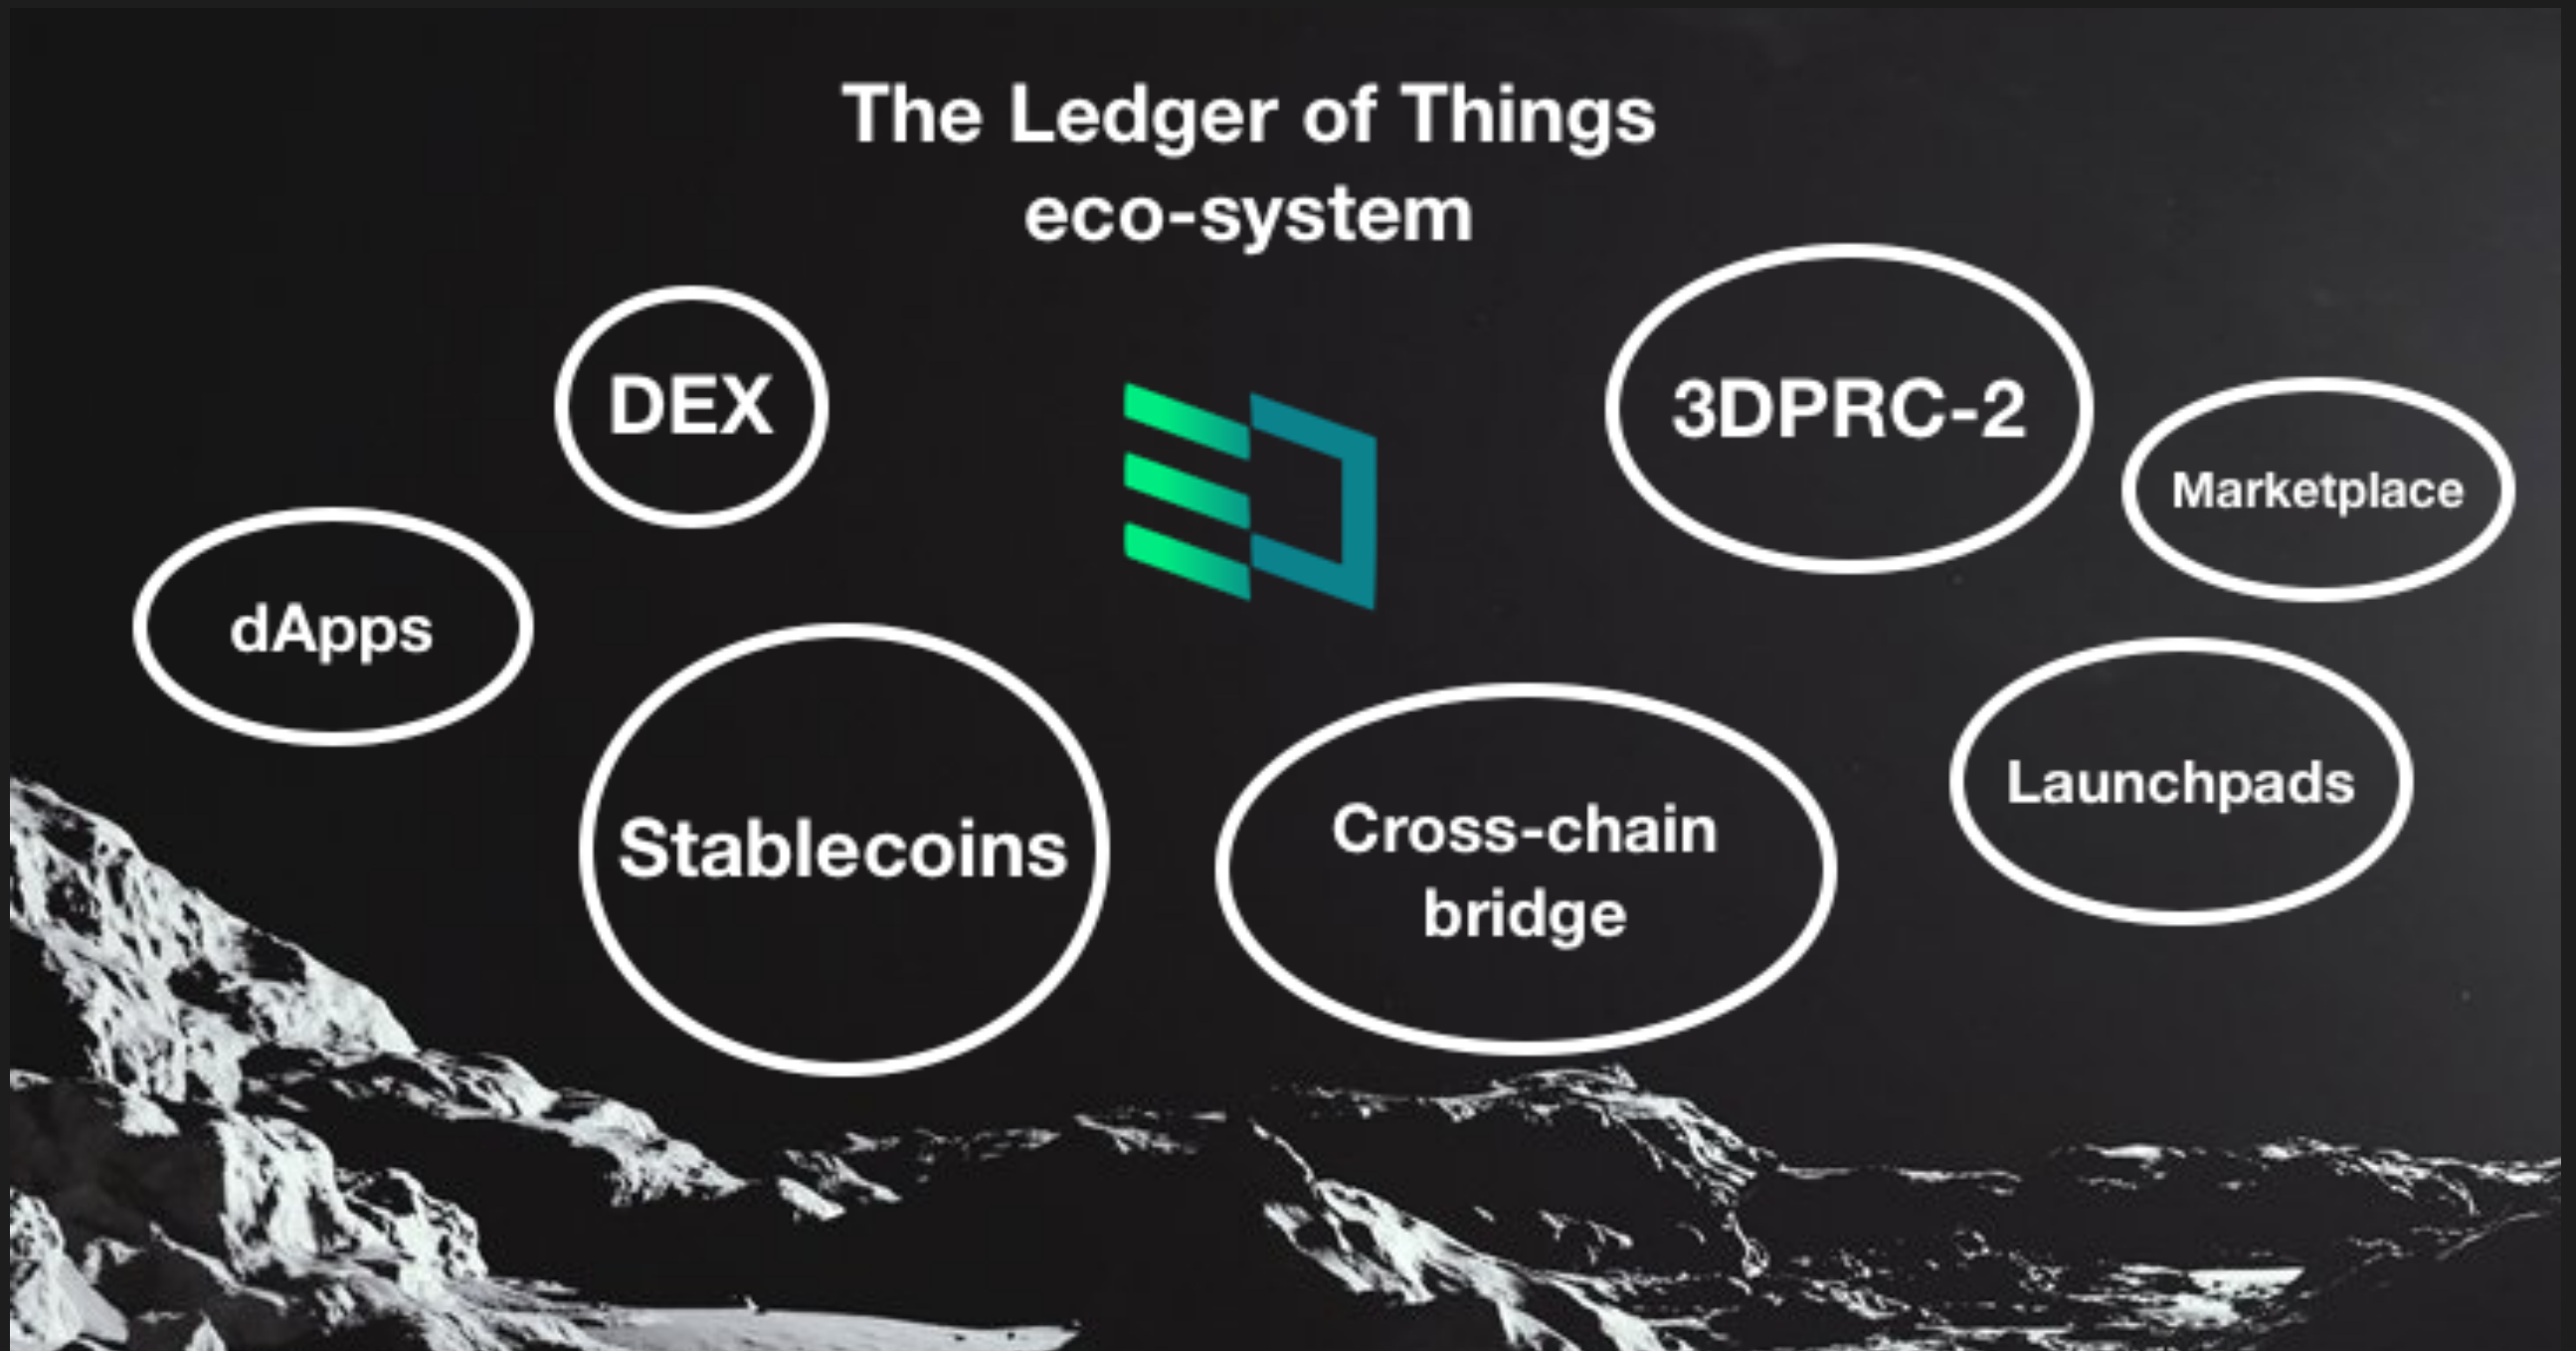 The Ledger of Things
eco-system
DEX
3DPRC-2
Marketplace
dApps
Stablecoins
Cross-chain
bridge
Launchpads